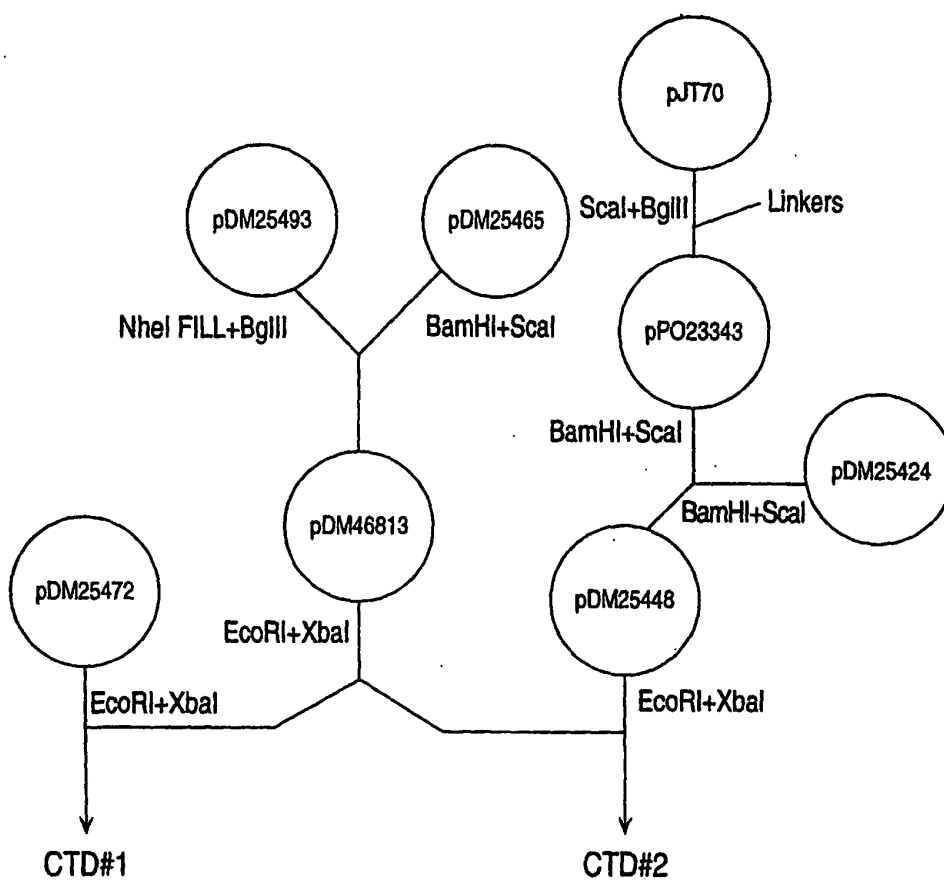 pJT70
ScaI+BglII
Linkers
pDM25493
pDM25465
NheI FILL+BglII
BamHI+ScaI
pPO23343
BamHI+ScaI
pDM25424
BamHI+ScaI
pDM46813
pDM25472
pDM25448
EcoRI+XbaI
EcoRI+XbaI
EcoRI+XbaI
CTD#1
CTD#2